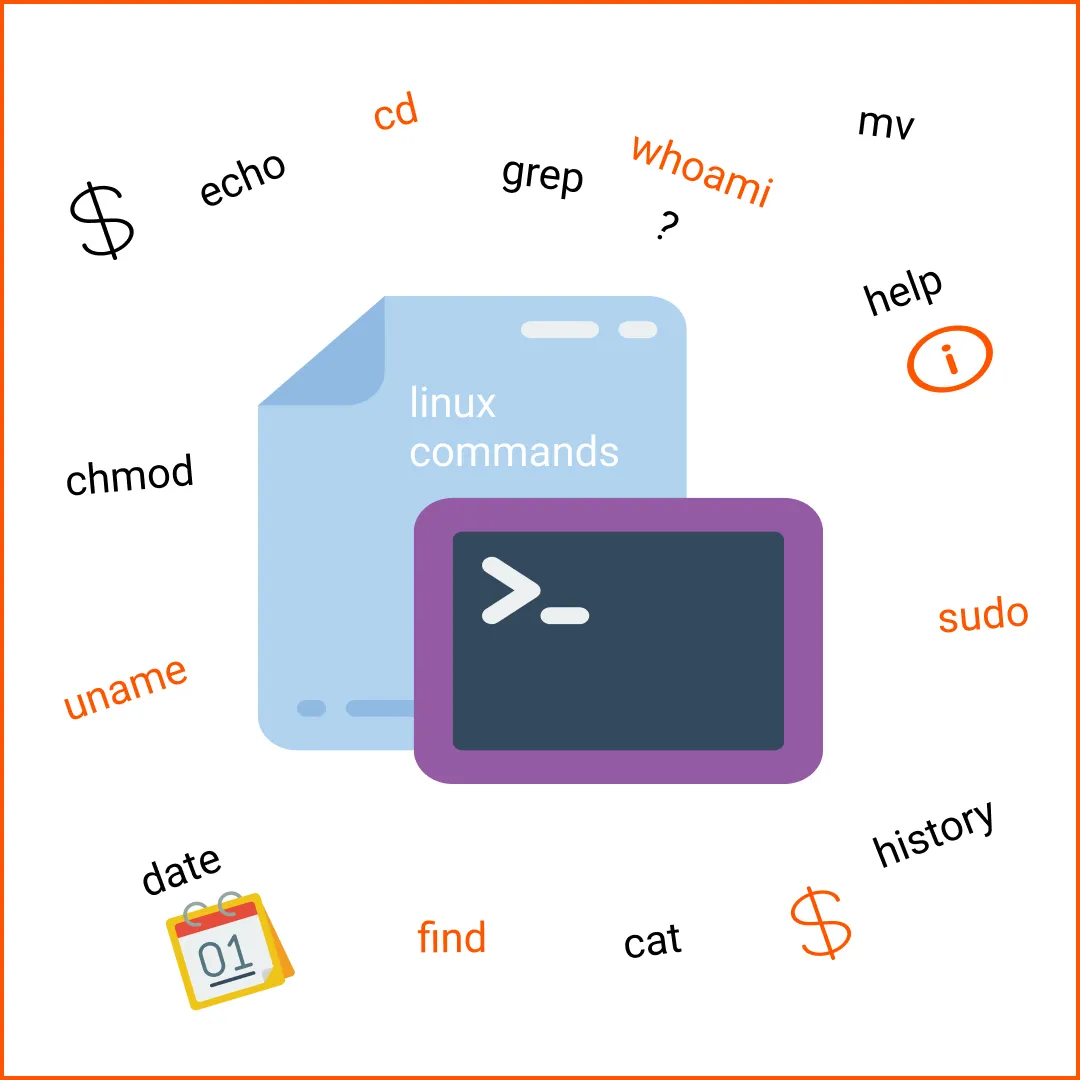 cd
mv
echo
grep
whoami
$
?
help
i
linux
commands
chmod
>_
sudo
uname
history
date
01
find
cat
$